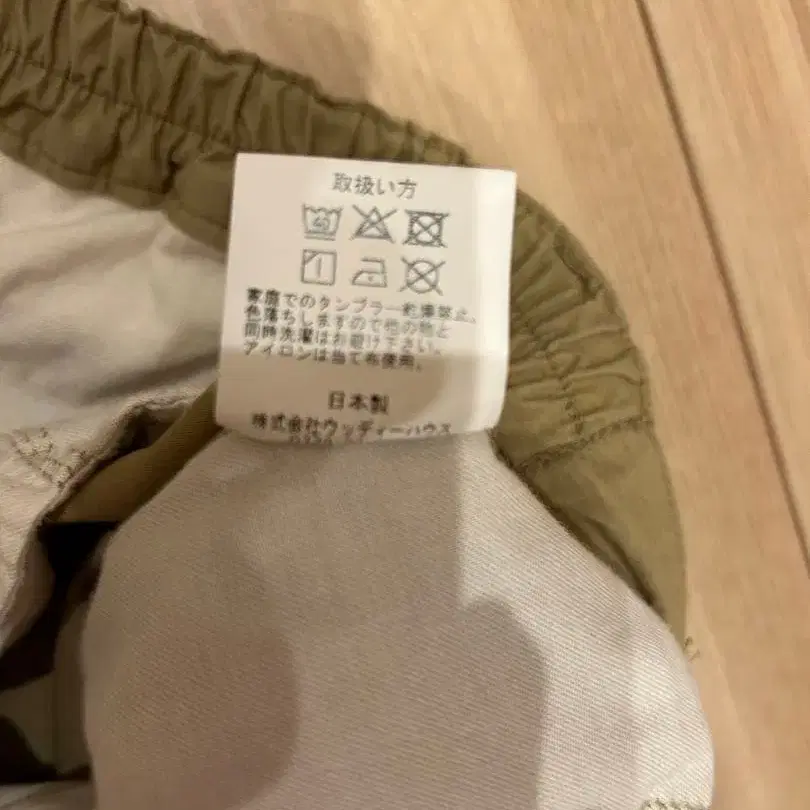 取扱い方
40
家庭でのタンブラー乾燥禁止。
色落ちしますので他の物と
同時洗濯はお避け下さい。
アイロンは当て布使用。
日本製
株式会社ウッディーハウス